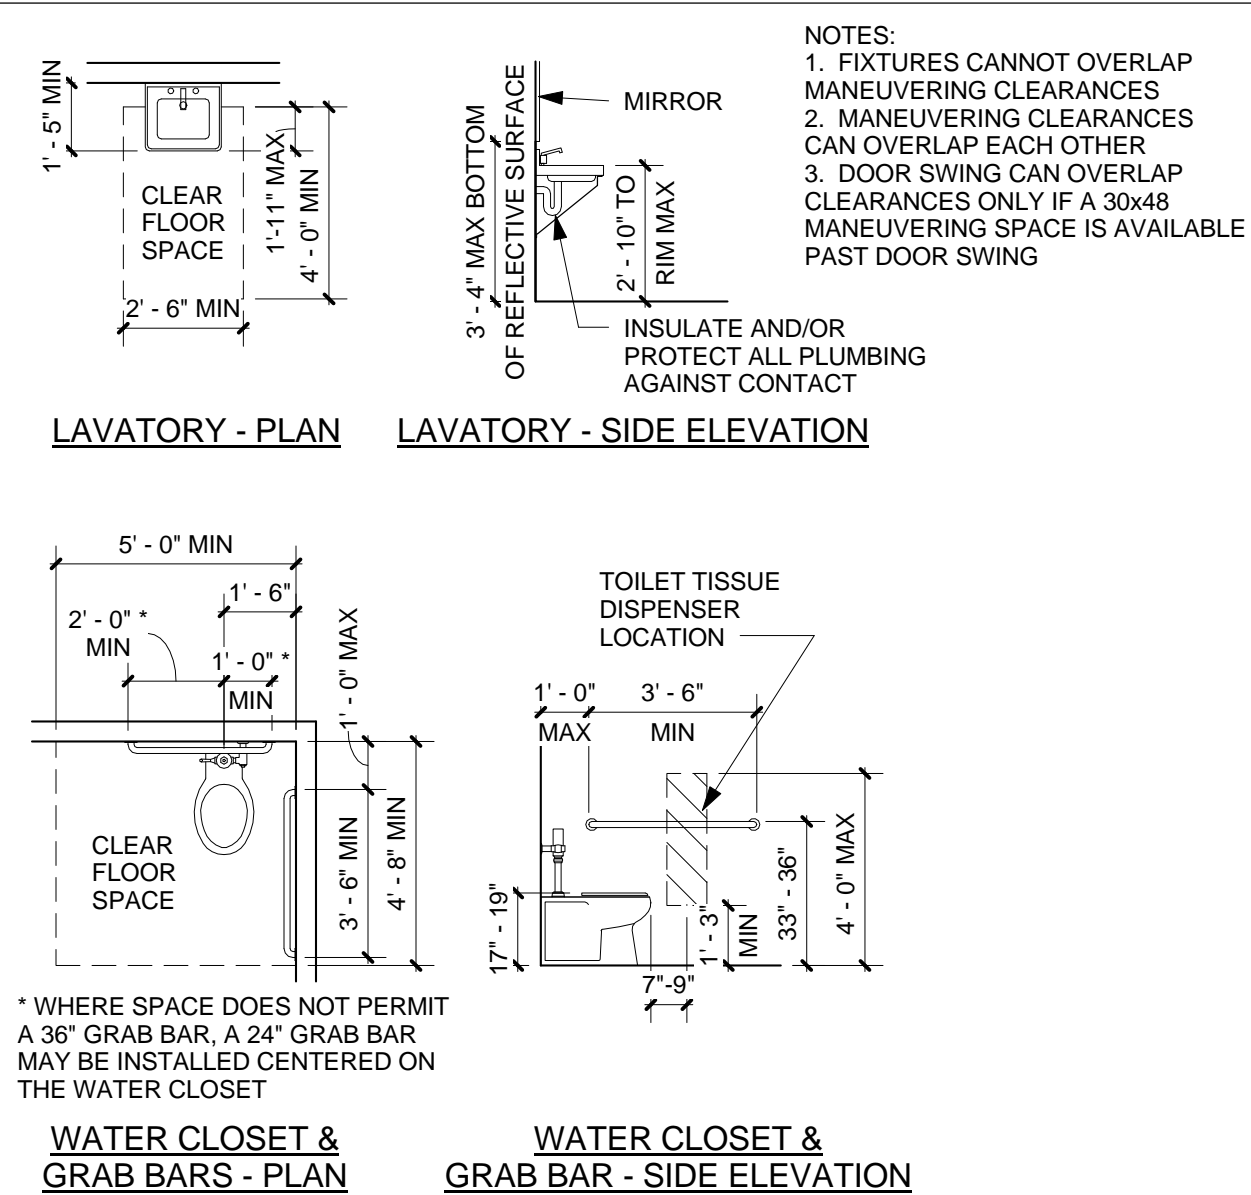 1' - 5" MIN
CLEAR
FLOOR
SPACE
1'-11" MAX
4' - 0" MIN
2' - 6" MIN
LAVATORY - PLAN
3' - 4" MAX BOTTOM
OF REFLECTIVE SURFACE
MIRROR
2' - 10" TO
RIM MAX
INSULATE AND/OR
PROTECT ALL PLUMBING
AGAINST CONTACT
LAVATORY - SIDE ELEVATION
NOTES:
1. FIXTURES CANNOT OVERLAP
MANEUVERING CLEARANCES
2. MANEUVERING CLEARANCES
CAN OVERLAP EACH OTHER
3. DOOR SWING CAN OVERLAP
CLEARANCES ONLY IF A 30x48
MANEUVERING SPACE IS AVAILABLE
PAST DOOR SWING
5' - 0" MIN
1' - 6"
2' - 0" *
MIN
1' - 0" *
MIN
1' - 0" MAX
3' - 6" MIN
4' - 8" MIN
CLEAR
FLOOR
SPACE
* WHERE SPACE DOES NOT PERMIT
A 36" GRAB BAR, A 24" GRAB BAR
MAY BE INSTALLED CENTERED ON
THE WATER CLOSET
WATER CLOSET &
GRAB BARS - PLAN
TOILET TISSUE
DISPENSER
LOCATION
1' - 0"
MAX
3' - 6"
MIN
17" - 19"
1' - 3"
MIN
33" - 36"
4' - 0" MAX
7"-9"
WATER CLOSET &
GRAB BAR - SIDE ELEVATION